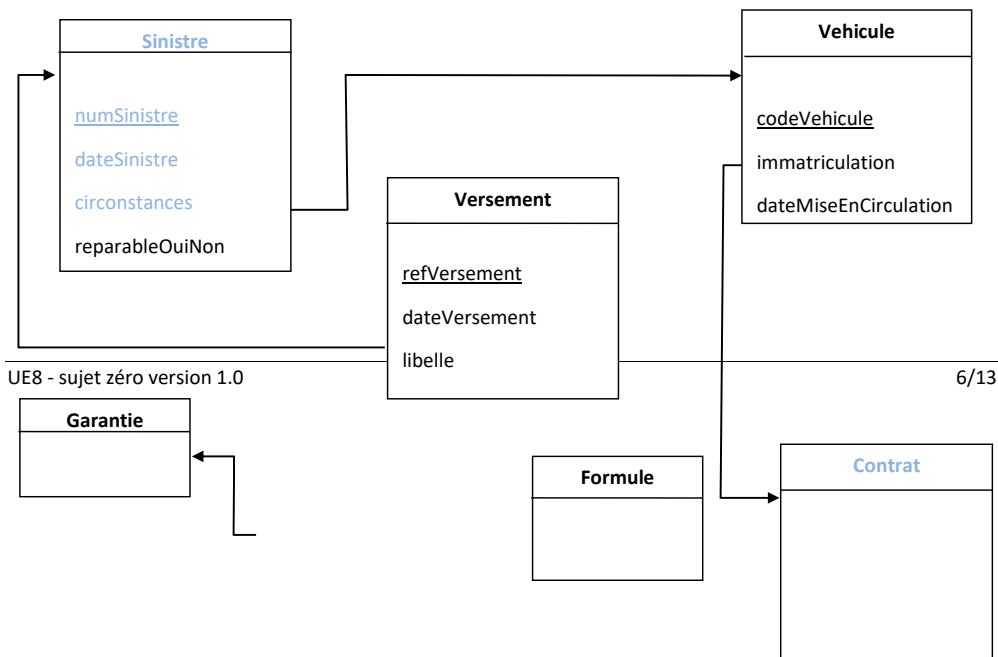 Sinistre
numSinistre
dateSinistre
circonstances
reparableOuiNon
Vehicule
codeVehicule
immatriculation
dateMiseEnCirculation
Versement
refVersement
dateVersement
libelle
UE8 - sujet zéro version 1.0
6/13
Garantie
Formule
Contrat